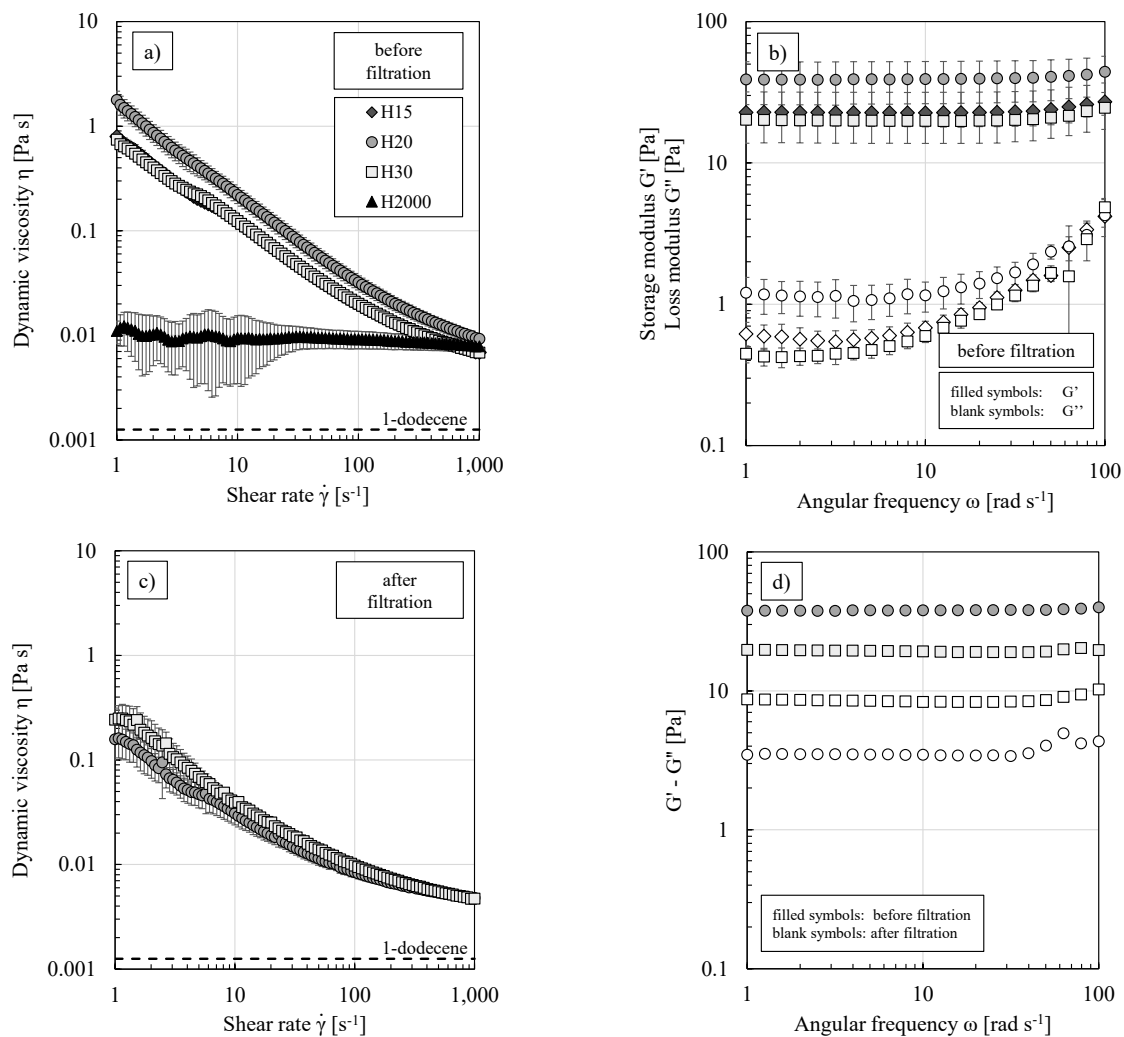 a)
before
filtration
H15
H20
H30
H2000
1-dodecene
10
1
0.1
0.01
0.001
1
10
100
1,000
Dynamic viscosity η [Pa s]
Shear rate γ̇ [s⁻¹]
b)
before filtration
filled symbols: G’
blank symbols: G’’
100
10
1
0.1
1
10
100
Storage modulus G' [Pa]
Loss modulus G'' [Pa]
Angular frequency ω [rad s⁻¹]
c)
after
filtration
1-dodecene
10
1
0.1
0.01
0.001
1
10
100
1,000
Dynamic viscosity η [Pa s]
Shear rate γ̇ [s⁻¹]
d)
filled symbols: before filtration
blank symbols: after filtration
100
10
1
0.1
1
10
100
G' - G" [Pa]
Angular frequency ω [rad s⁻¹]